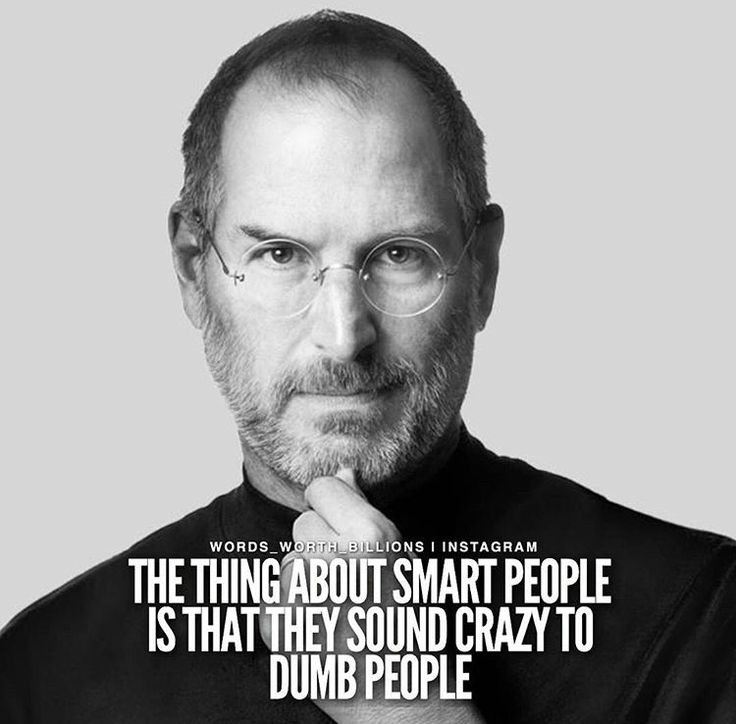 WORDS_WORTH_BILLIONS I INSTAGRAM
THE THING ABOUT SMART PEOPLE
IS THAT THEY SOUND CRAZY TO
DUMB PEOPLE